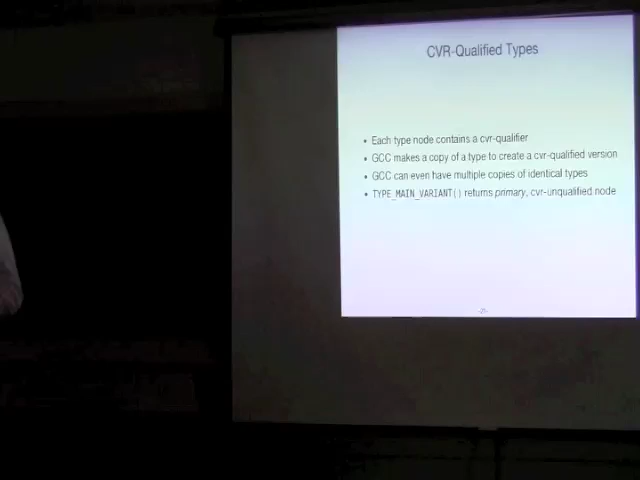 CVR-Qualified Types
• Each type node contains a cvr-qualifier
• GCC makes a copy of a type to create a cvr-qualified version
• GCC can even have multiple copies of identical types
• TYPE_MAIN_VARIANT() returns primary, cvr-unqualified node